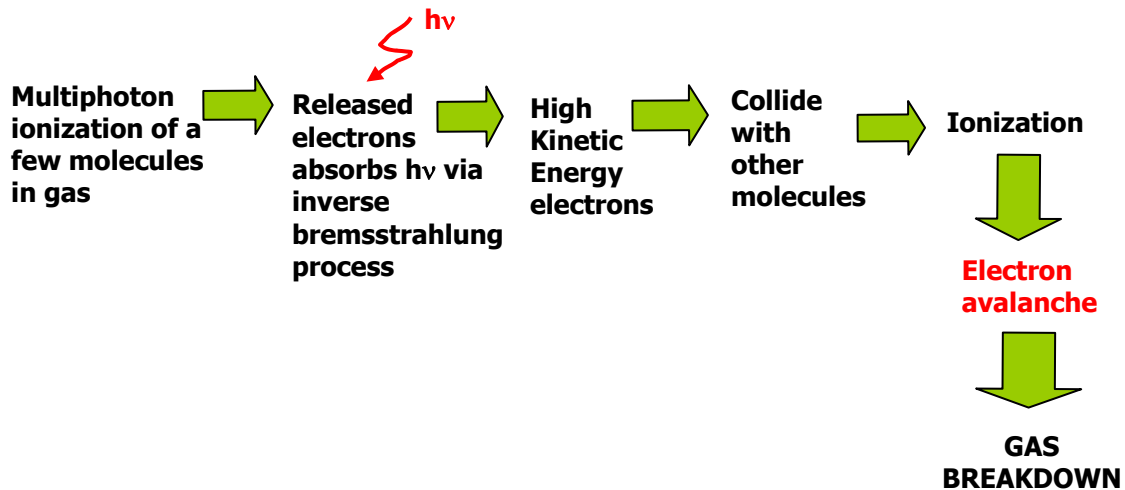 hν
Multiphoton
ionization of a
few molecules
in gas
Released
electrons
absorbs hν via
inverse
bremsstrahlung
process
High
Kinetic
Energy
electrons
Collide
with
other
molecules
Ionization
Electron
avalanche
GAS
BREAKDOWN